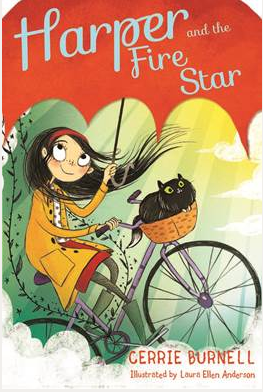 Harper
and the
Fire
Star
CERRIE BURNELL
Illustrated by Laura Ellen Anderson